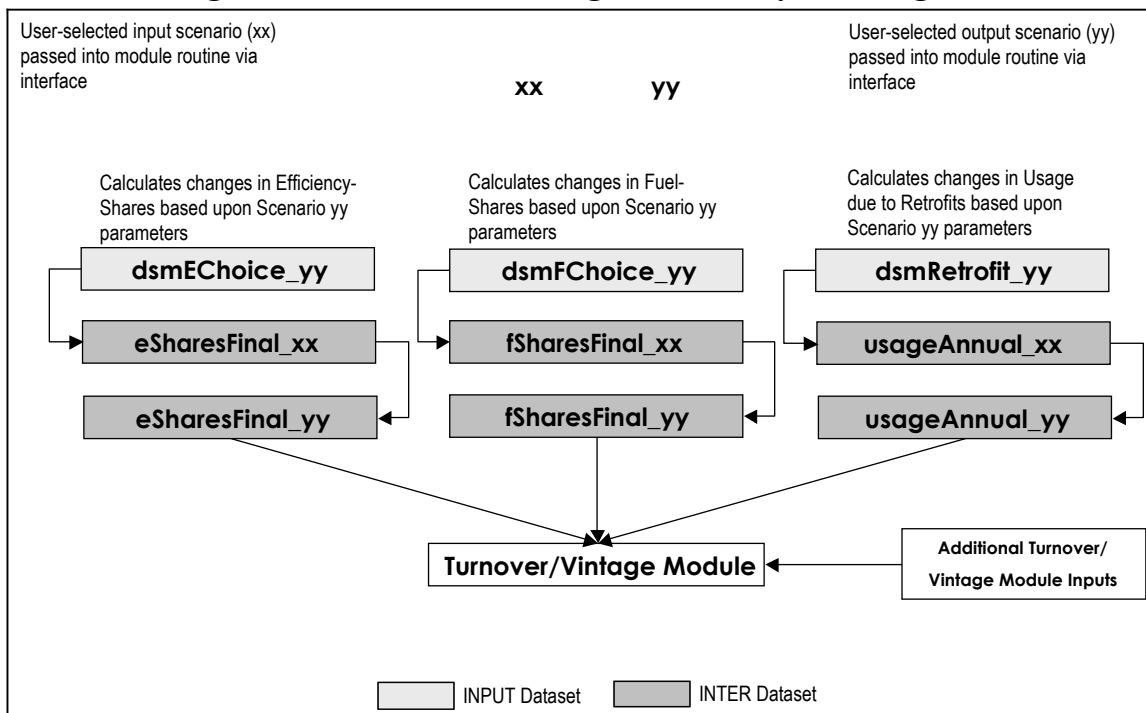 User-selected input scenario (xx)
passed into module routine via
interface
User-selected output scenario (yy)
passed into module routine via
interface
xx yy
Calculates changes in Efficiency-
Shares based upon Scenario yy
parameters
Calculates changes in Fuel-
Shares based upon Scenario yy
parameters
Calculates changes in Usage
due to Retrofits based upon
Scenario yy parameters
dsmEChoice_yy
dsmFChoice_yy
dsmRetrofit_yy
eSharesFinal_xx
fSharesFinal_xx
usageAnnual_xx
eSharesFinal_yy
fSharesFinal_yy
usageAnnual_yy
Turnover/Vintage Module
Additional Turnover/
Vintage Module Inputs
INPUT Dataset
INTER Dataset